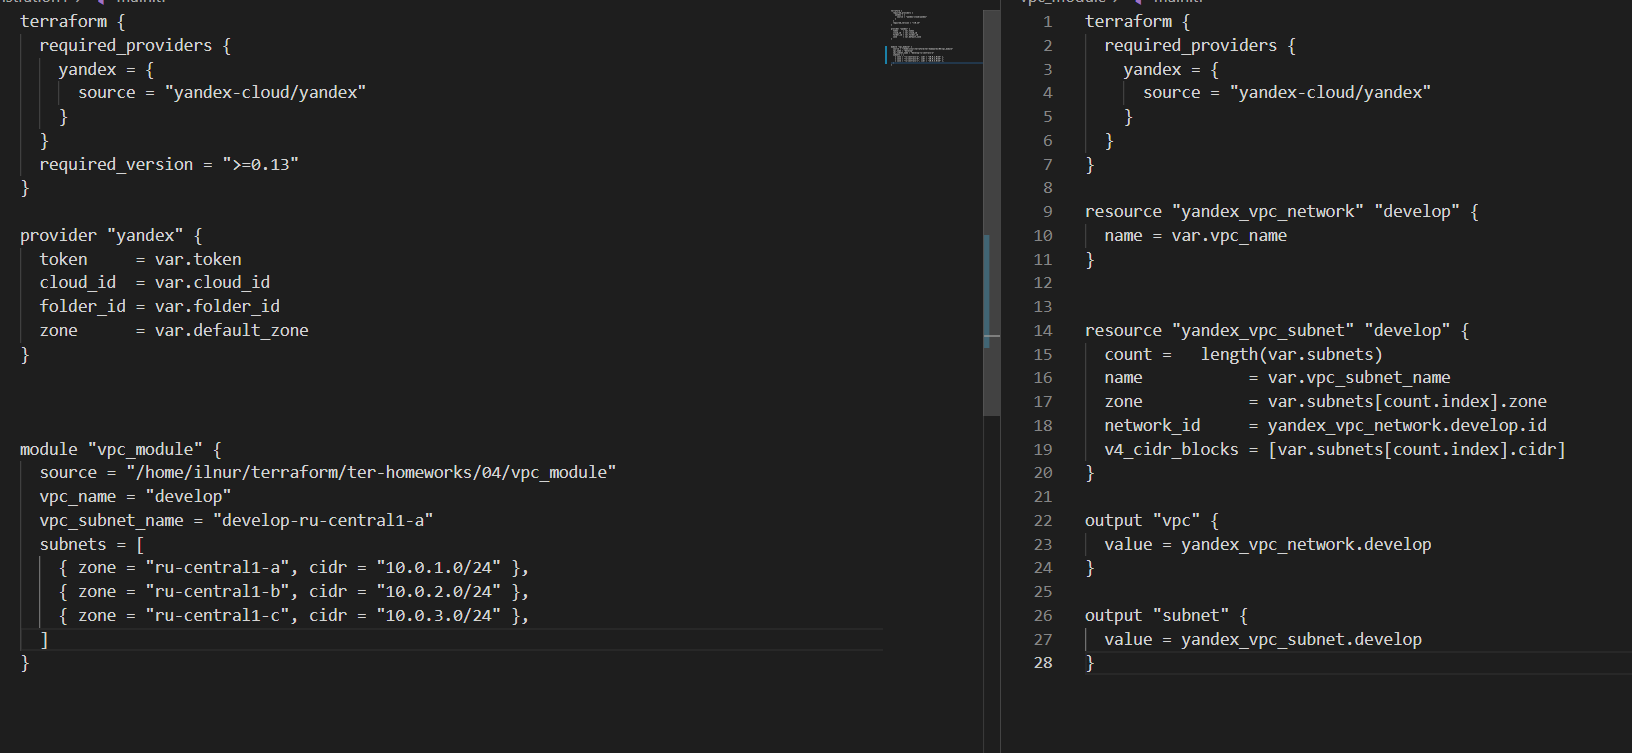 terraform {
  required_providers {
    yandex = {
      source = "yandex-cloud/yandex"
    }
  }
  required_version = ">=0.13"
}
provider "yandex" {
  token     = var.token
  cloud_id  = var.cloud_id
  folder_id = var.folder_id
  zone      = var.default_zone
}
module "vpc_module" {
  source = "/home/ilnur/terraform/ter-homeworks/04/vpc_module"
  vpc_name = "develop"
  vpc_subnet_name = "develop-ru-central1-a"
  subnets = [
    { zone = "ru-central1-a", cidr = "10.0.1.0/24" },
    { zone = "ru-central1-b", cidr = "10.0.2.0/24" },
    { zone = "ru-central1-c", cidr = "10.0.3.0/24" },
  ]
}
1 terraform {
2   required_providers {
3     yandex = {
4       source = "yandex-cloud/yandex"
5     }
6   }
7 }
8
9 resource "yandex_vpc_network" "develop" {
10   name = var.vpc_name
11 }
12
13
14 resource "yandex_vpc_subnet" "develop" {
15   count =   length(var.subnets)
16   name           = var.vpc_subnet_name
17   zone           = var.subnets[count.index].zone
18   network_id     = yandex_vpc_network.develop.id
19   v4_cidr_blocks = [var.subnets[count.index].cidr]
20 }
21
22 output "vpc" {
23   value = yandex_vpc_network.develop
24 }
25
26 output "subnet" {
27   value = yandex_vpc_subnet.develop
28 }